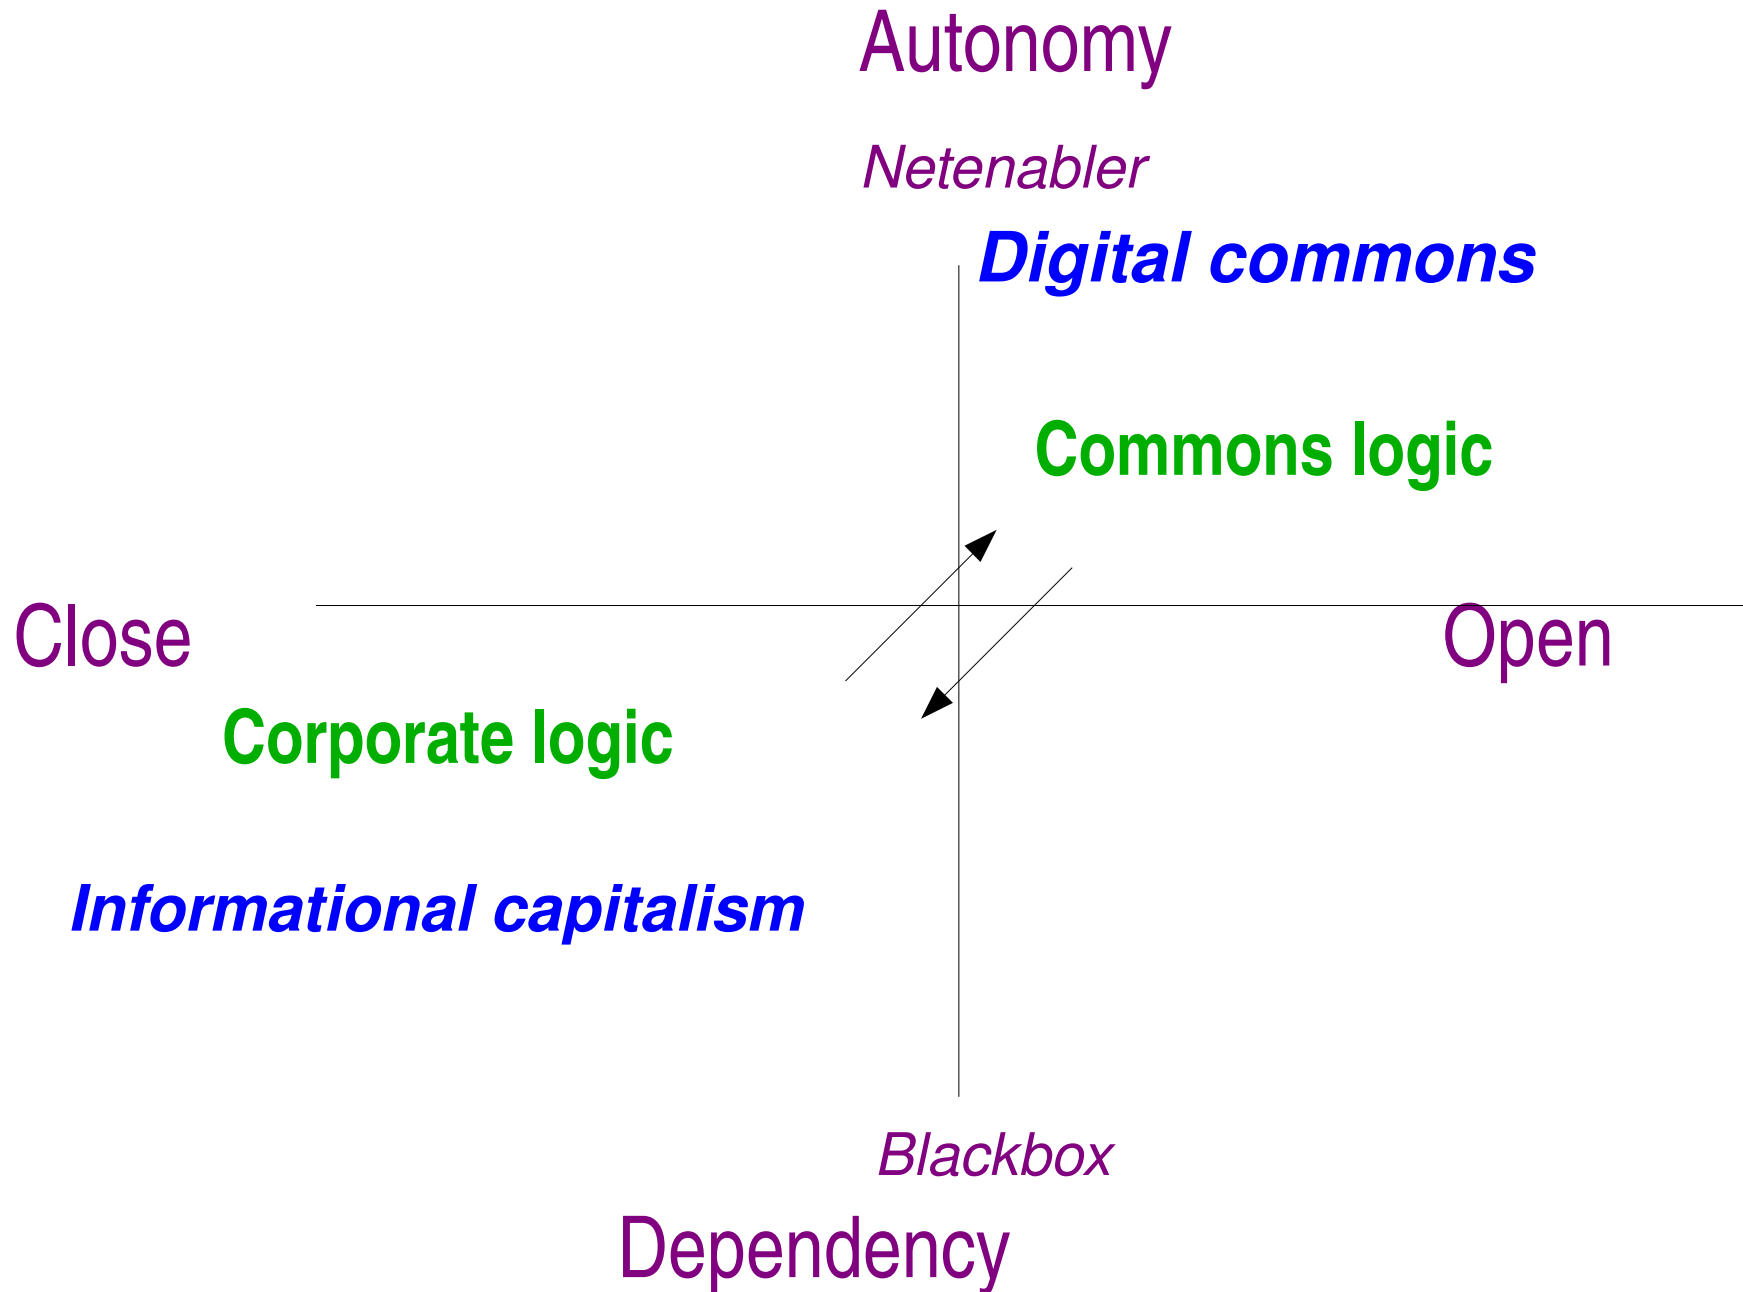 Autonomy
Netenabler
Digital commons
Commons logic
Close
Open
Corporate logic
Informational capitalism
Blackbox
Dependency